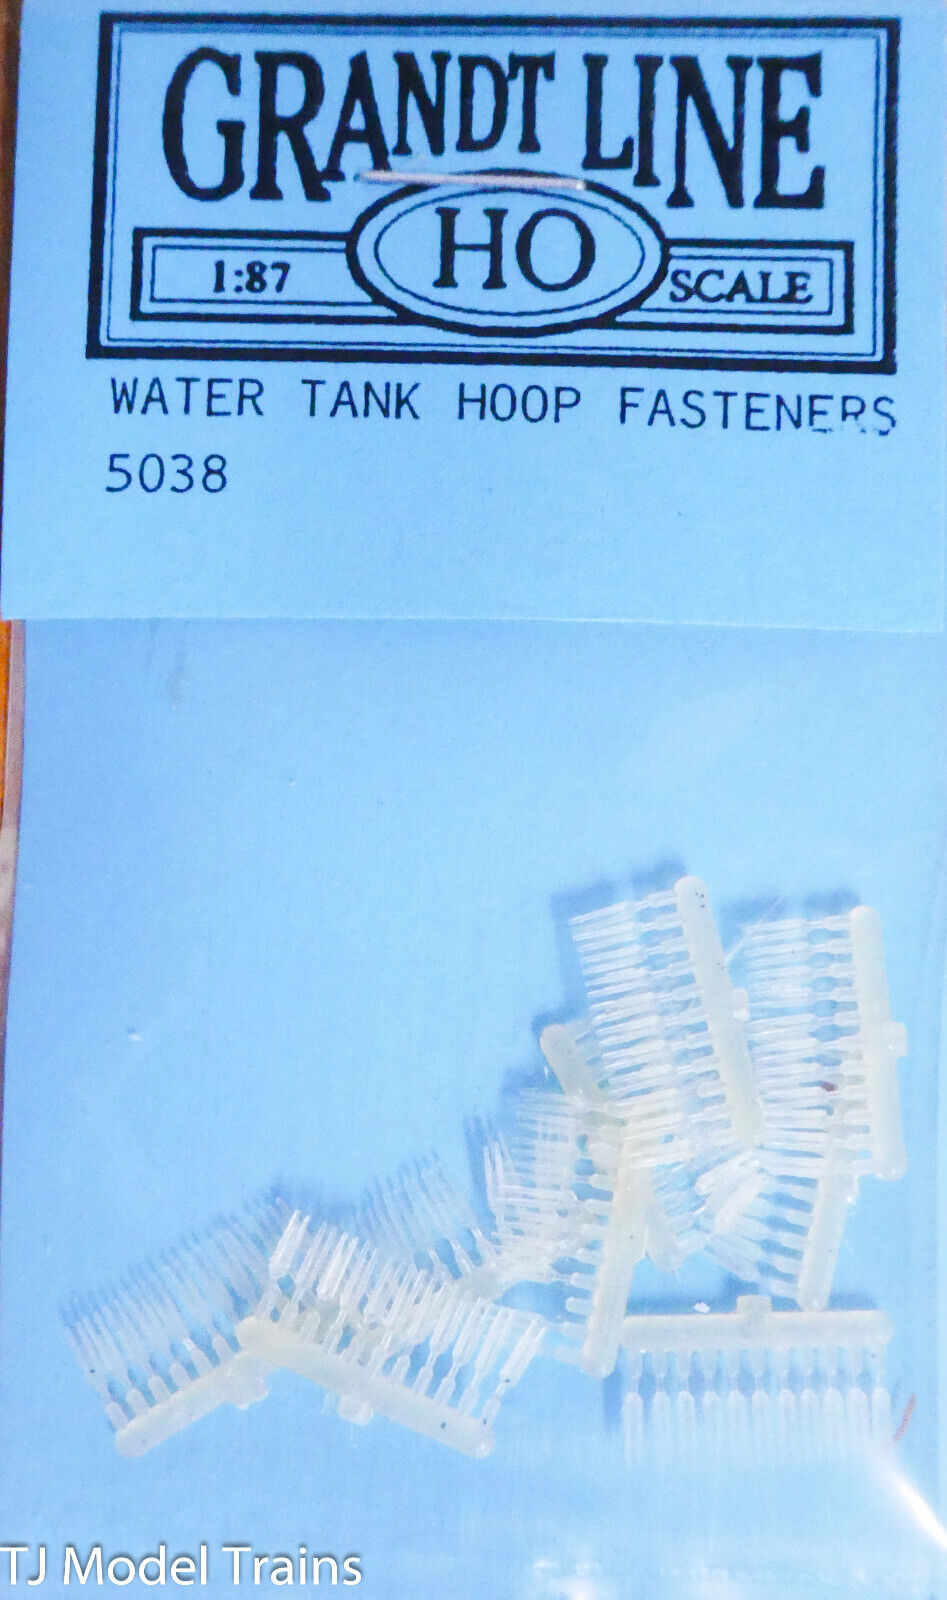 GRANDT LINE
1:87 HO SCALE
WATER TANK HOOP FASTENERS
5038
TJ Model Trains